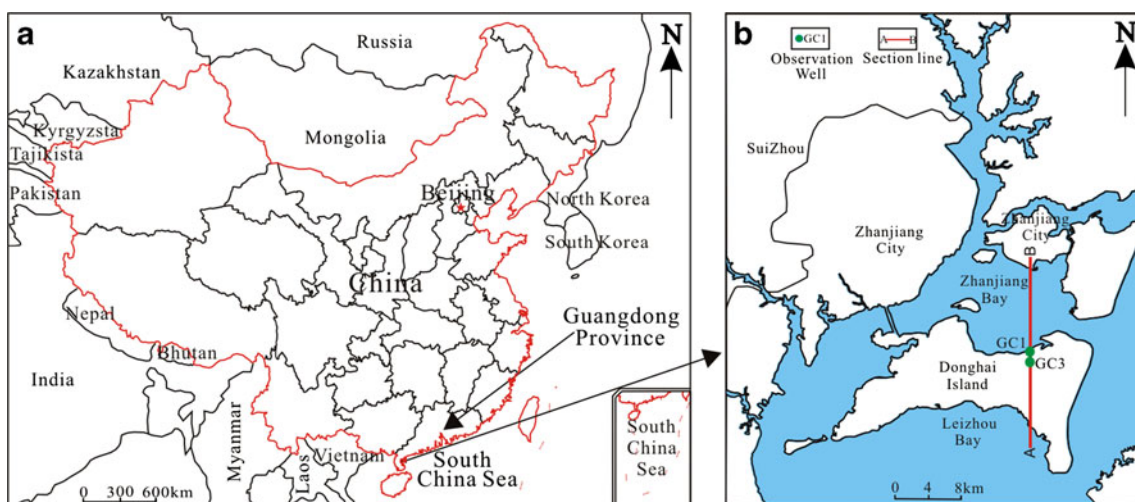 a
Russia
Kazakhstan
Mongolia
Kyrgyzsta
Tajikista
Pakistan
Beijing
North Korea
South Korea
China
Nepal
Bhutan
Guangdong
Province
India
Myanmar
Laos
Vietnam
South
China Sea
South
China
Sea
0 300 600km
N
b
GC1
Observation
Well
A B
Section line
N
SuiZhou
Zhanjiang
City
Zhanjiang
City
B
Zhanjiang
Bay
GC1
GC3
Donghai
Island
Leizhou
Bay
A
0 4 8km